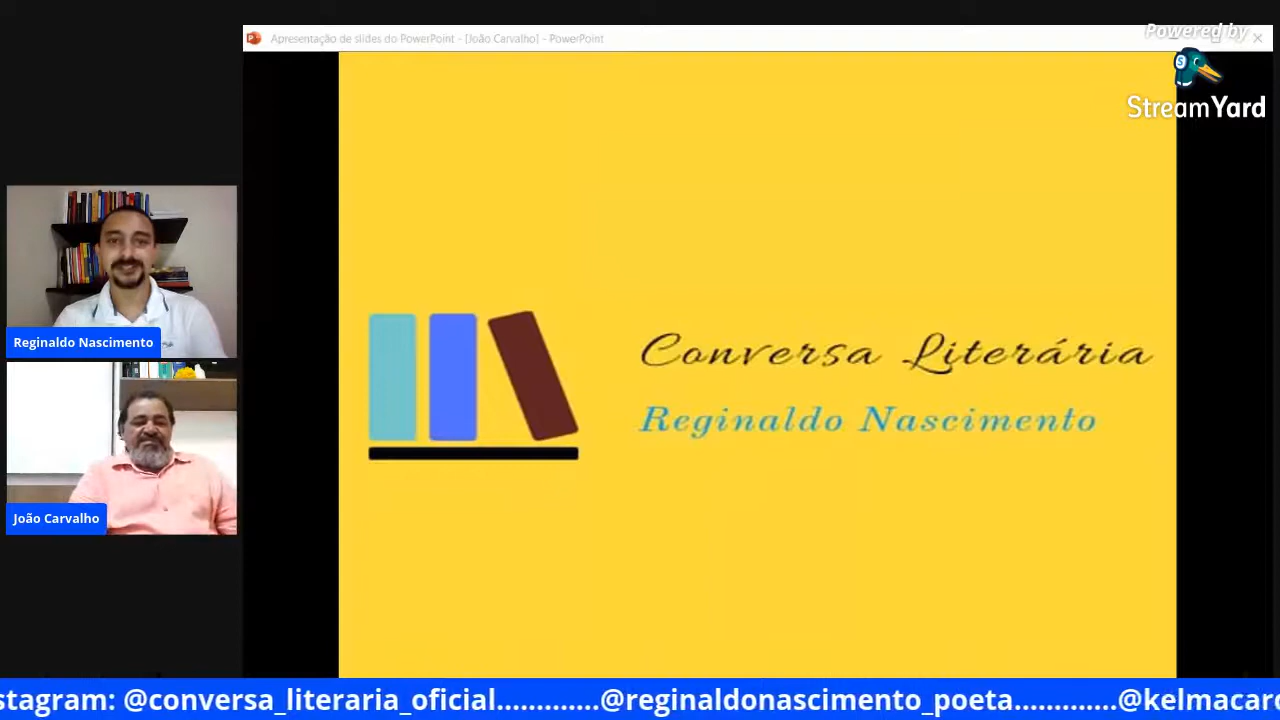 Apresentação de slides do PowerPoint - [João Carvalho] - PowerPoint
Powered by
StreamYard
Reginaldo Nascimento
João Carvalho
Conversa Literária
Reginaldo Nascimento
stagram: @conversa_literaria_oficial.............@reginaldonascimento_poeta.............@kelmacar